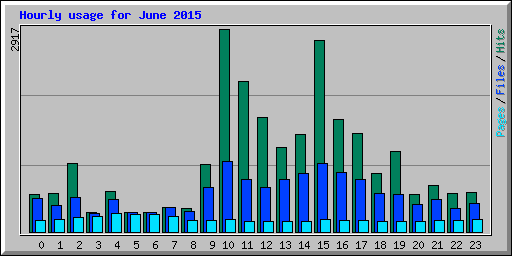 Hourly usage for June 2015
2917
Pages / Files / Hits
0 1 2 3 4 5 6 7 8 9 10 11 12 13 14 15 16 17 18 19 20 21 22 23